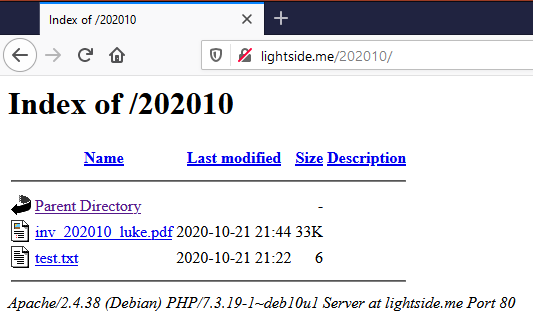 Index of /202010
lightside.me/202010/
Index of /202010
Name Last modified Size Description
Parent Directory -
inv_202010_luke.pdf 2020-10-21 21:44 33K
test.txt 2020-10-21 21:22 6
Apache/2.4.38 (Debian) PHP/7.3.19-1~deb10u1 Server at lightside.me Port 80